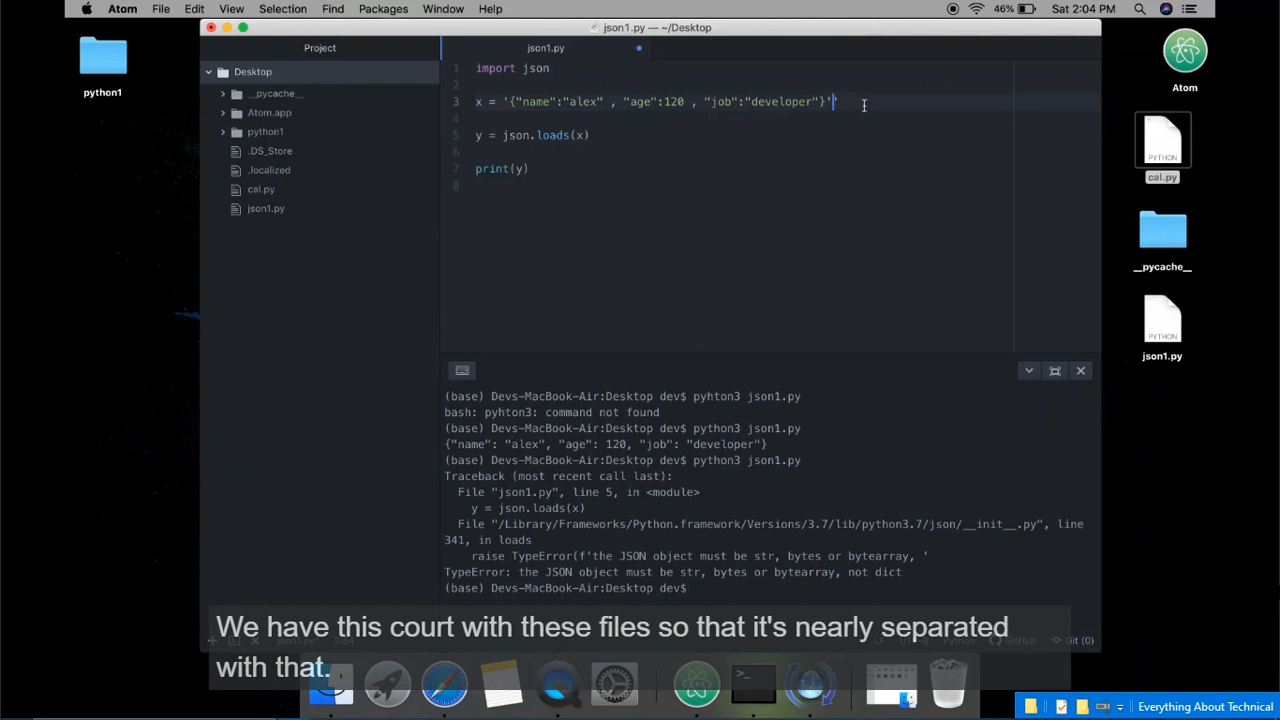 Atom File Edit View Selection Find Packages Window Help
46% Sat 2:04 PM
json1.py — ~/Desktop
Project
json1.py
Desktop
__pycache__
Atom.app
python1
.DS_Store
.localized
cal.py
json1.py
1 import json
2
3 x = '{"name":"alex" , "age":120 , "job":"developer"}''
4
5 y = json.loads(x)
6
7 print(y)
8
(base) Devs-MacBook-Air:Desktop dev$ pyhton3 json1.py
bash: pyhton3: command not found
(base) Devs-MacBook-Air:Desktop dev$ python3 json1.py
{"name": "alex", "age": 120, "job": "developer"}
(base) Devs-MacBook-Air:Desktop dev$ python3 json1.py
Traceback (most recent call last):
File "json1.py", line 5, in <module>
y = json.loads(x)
File "/Library/Frameworks/Python.framework/Versions/3.7/lib/python3.7/json/__init__.py", line
341, in loads
raise TypeError(f'the JSON object must be str, bytes or bytearray, '
TypeError: the JSON object must be str, bytes or bytearray, not dict
(base) Devs-MacBook-Air:Desktop dev$
We have this court with these files so that it's nearly separated
with that.
GitHub Git (0)
python1
Atom
PYTHON
cal.py
__pycache__
PYTHON
json1.py
Everything About Technical